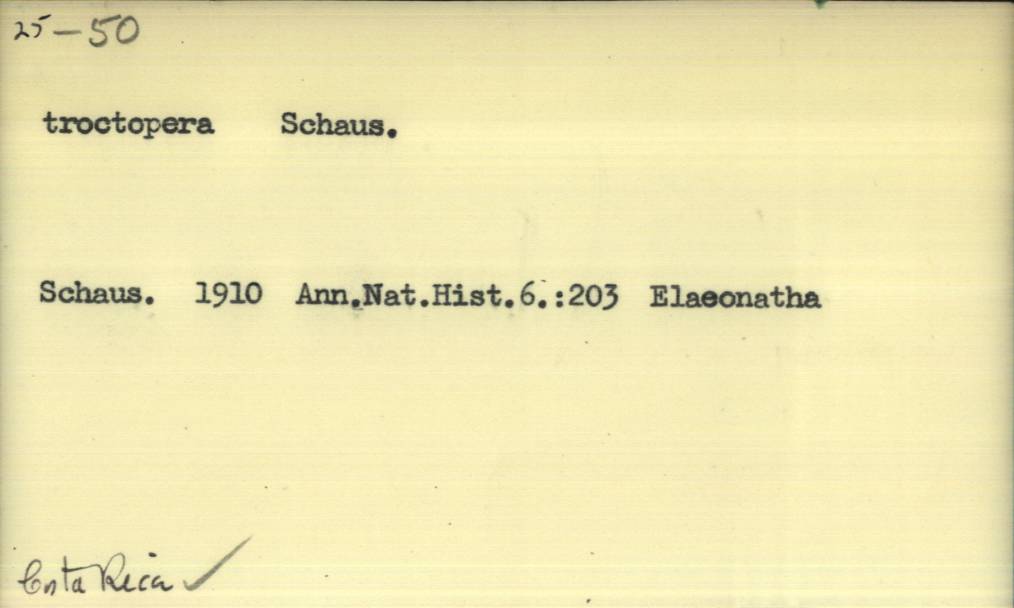 25-50
troctopera Schaus.
Schaus. 1910 Ann.Nat.Hist.6.:203 Elaeonatha
Costa Rica ✓